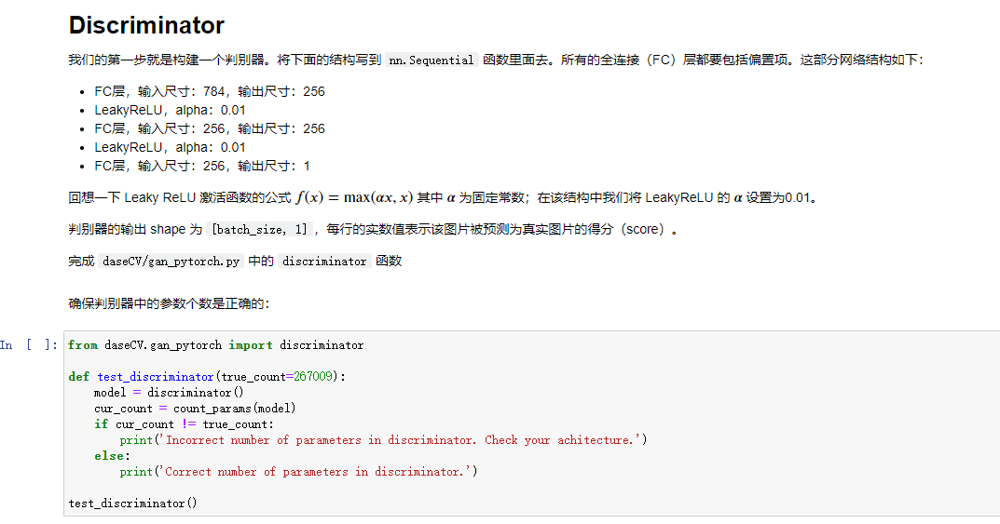 Discriminator
我们的第一步就是构建一个判别器。将下面的结构写到 nn.Sequential 函数里面去。所有的全连接（FC）层都要包括偏置项。这部分网络结构如下：
• FC层，输入尺寸：784，输出尺寸：256
• LeakyReLU，alpha：0.01
• FC层，输入尺寸：256，输出尺寸：256
• LeakyReLU，alpha：0.01
• FC层，输入尺寸：256，输出尺寸：1
回想一下 Leaky ReLU 激活函数的公式 f(x) = max(αx, x) 其中 α 为固定常数；在该结构中我们将 LeakyReLU 的 α 设置为0.01。
判别器的输出 shape 为 [batch_size, 1] ，每行的实数值表示该图片被预测为真实图片的得分（score）。
完成 daseCV/gan_pytorch.py 中的 discriminator 函数
确保判别器中的参数个数是正确的：
In [ ]: from daseCV.gan_pytorch import discriminator
def test_discriminator(true_count=267009):
    model = discriminator()
    cur_count = count_params(model)
    if cur_count != true_count:
        print('Incorrect number of parameters in discriminator. Check your achitecture.')
    else:
        print('Correct number of parameters in discriminator.')
test_discriminator()